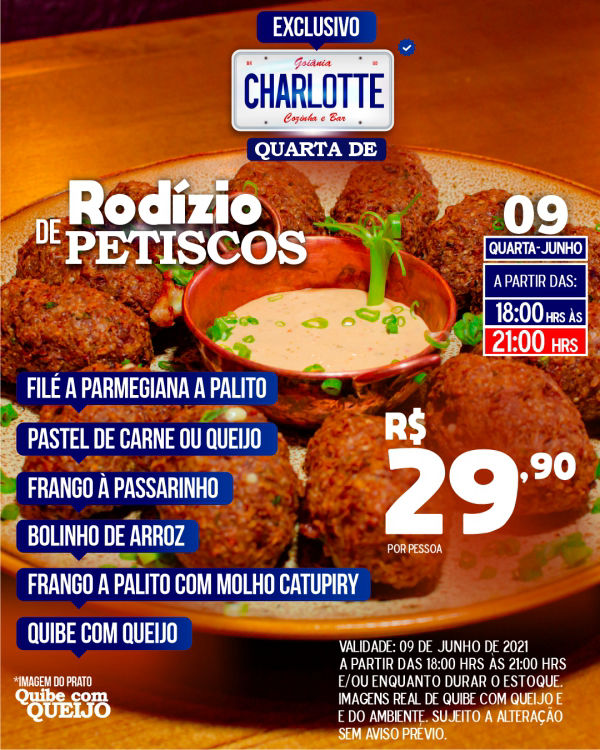 EXCLUSIVO
Goiânia
CHARLOTTE
Cozinha e Bar
QUARTA DE
Rodízio
DE PETISCOS
09
QUARTA-JUNHO
A PARTIR DAS:
18:00 HRS ÀS
21:00 HRS
FILÉ A PARMEGIANA A PALITO
PASTEL DE CARNE OU QUEIJO
FRANGO À PASSARINHO
BOLINHO DE ARROZ
FRANGO A PALITO COM MOLHO CATUPIRY
QUIBE COM QUEIJO
R$
29,90
POR PESSOA
*IMAGEM DO PRATO
Quibe com
QUEIJO
VALIDADE: 09 DE JUNHO DE 2021
A PARTIR DAS 18:00 HRS ÀS 21:00 HRS
E/OU ENQUANTO DURAR O ESTOQUE.
IMAGENS REAL DE QUIBE COM QUEIJO E
E DO AMBIENTE. SUJEITO A ALTERAÇÃO
SEM AVISO PRÉVIO.